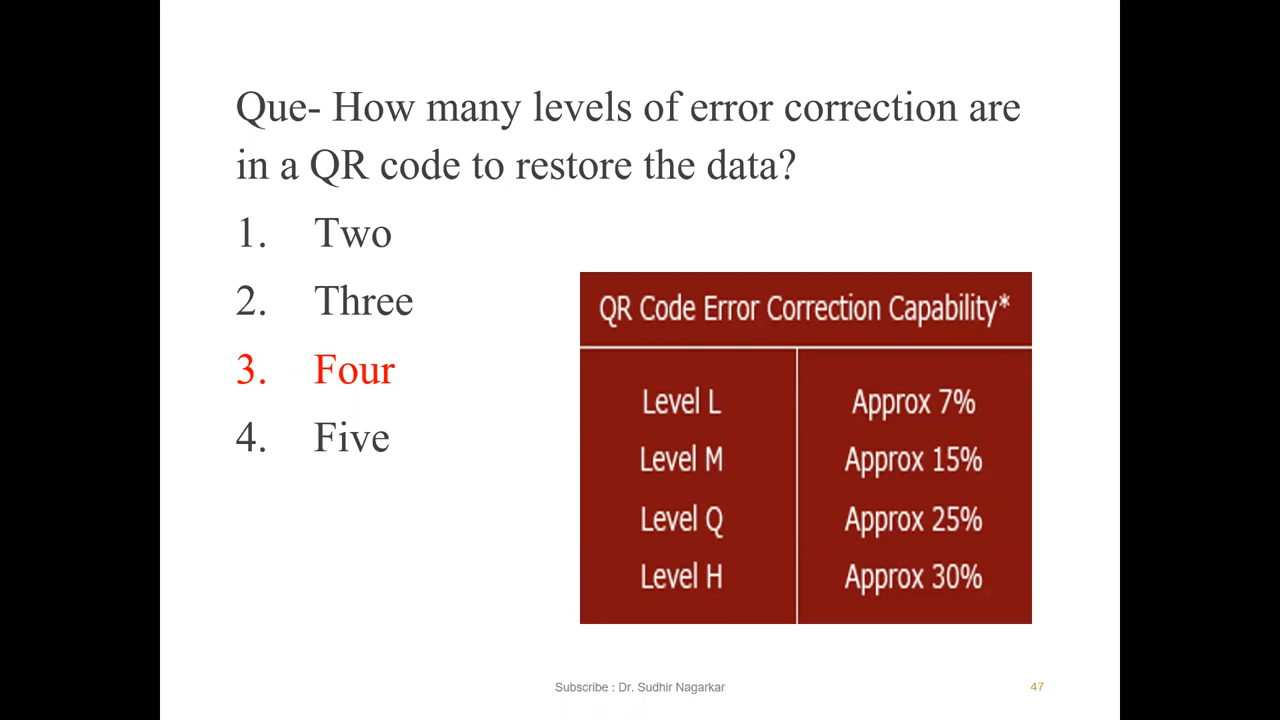 Que- How many levels of error correction are
in a QR code to restore the data?
1. Two
2. Three
3. Four
4. Five
QR Code Error Correction Capability*
Level L Approx 7%
Level M Approx 15%
Level Q Approx 25%
Level H Approx 30%
Subscribe : Dr. Sudhir Nagarkar
47